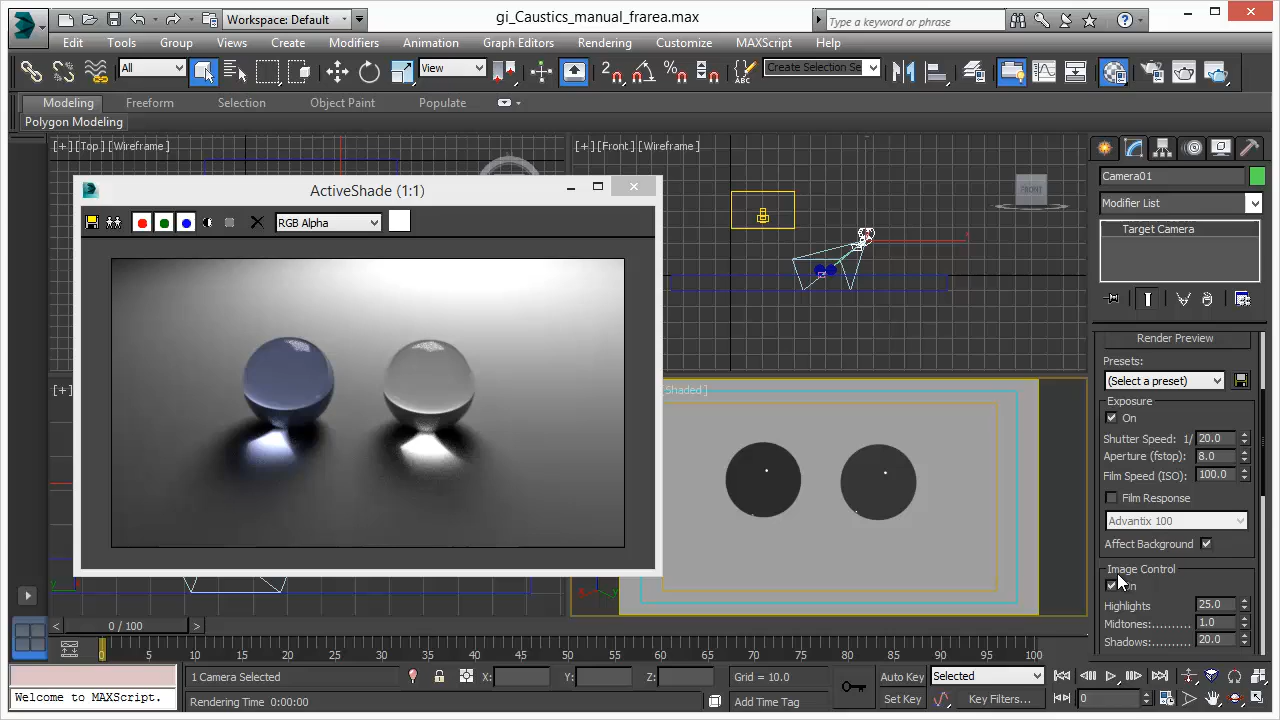 Workspace: Default
gi_Caustics_manual_frarea.max
Type a keyword or phrase
Edit Tools Group Views Create Modifiers Animation Graph Editors Rendering Customize MAXScript Help
All
View
Create Selection Se
Modeling Freeform Selection Object Paint Populate
Polygon Modeling
[+] [Top] [Wireframe]
[+] [Front] [Wireframe]
FRONT
ActiveShade (1:1)
RGB Alpha
Camera01
Modifier List
Target Camera
Render Preview
Presets:
(Select a preset)
Exposure
On
Shutter Speed: 1/ 20.0
Aperture (fstop): 8.0
Film Speed (ISO): 100.0
Film Response
Advantix 100
Affect Background
Image Control
Highlights 25.0
Midtones:.......... 1.0
Shadows:.......... 20.0
[+]
Shaded ]
0 / 100
0 5 10 15 20 25 30 35 40 45 50 55 60 65 70 75 80 85 90 95 100
1 Camera Selected
X: Y: Z:
Grid = 10.0
Auto Key
Selected
Welcome to MAXScript.
Rendering Time 0:00:00
Add Time Tag
Set Key
Key Filters...
0